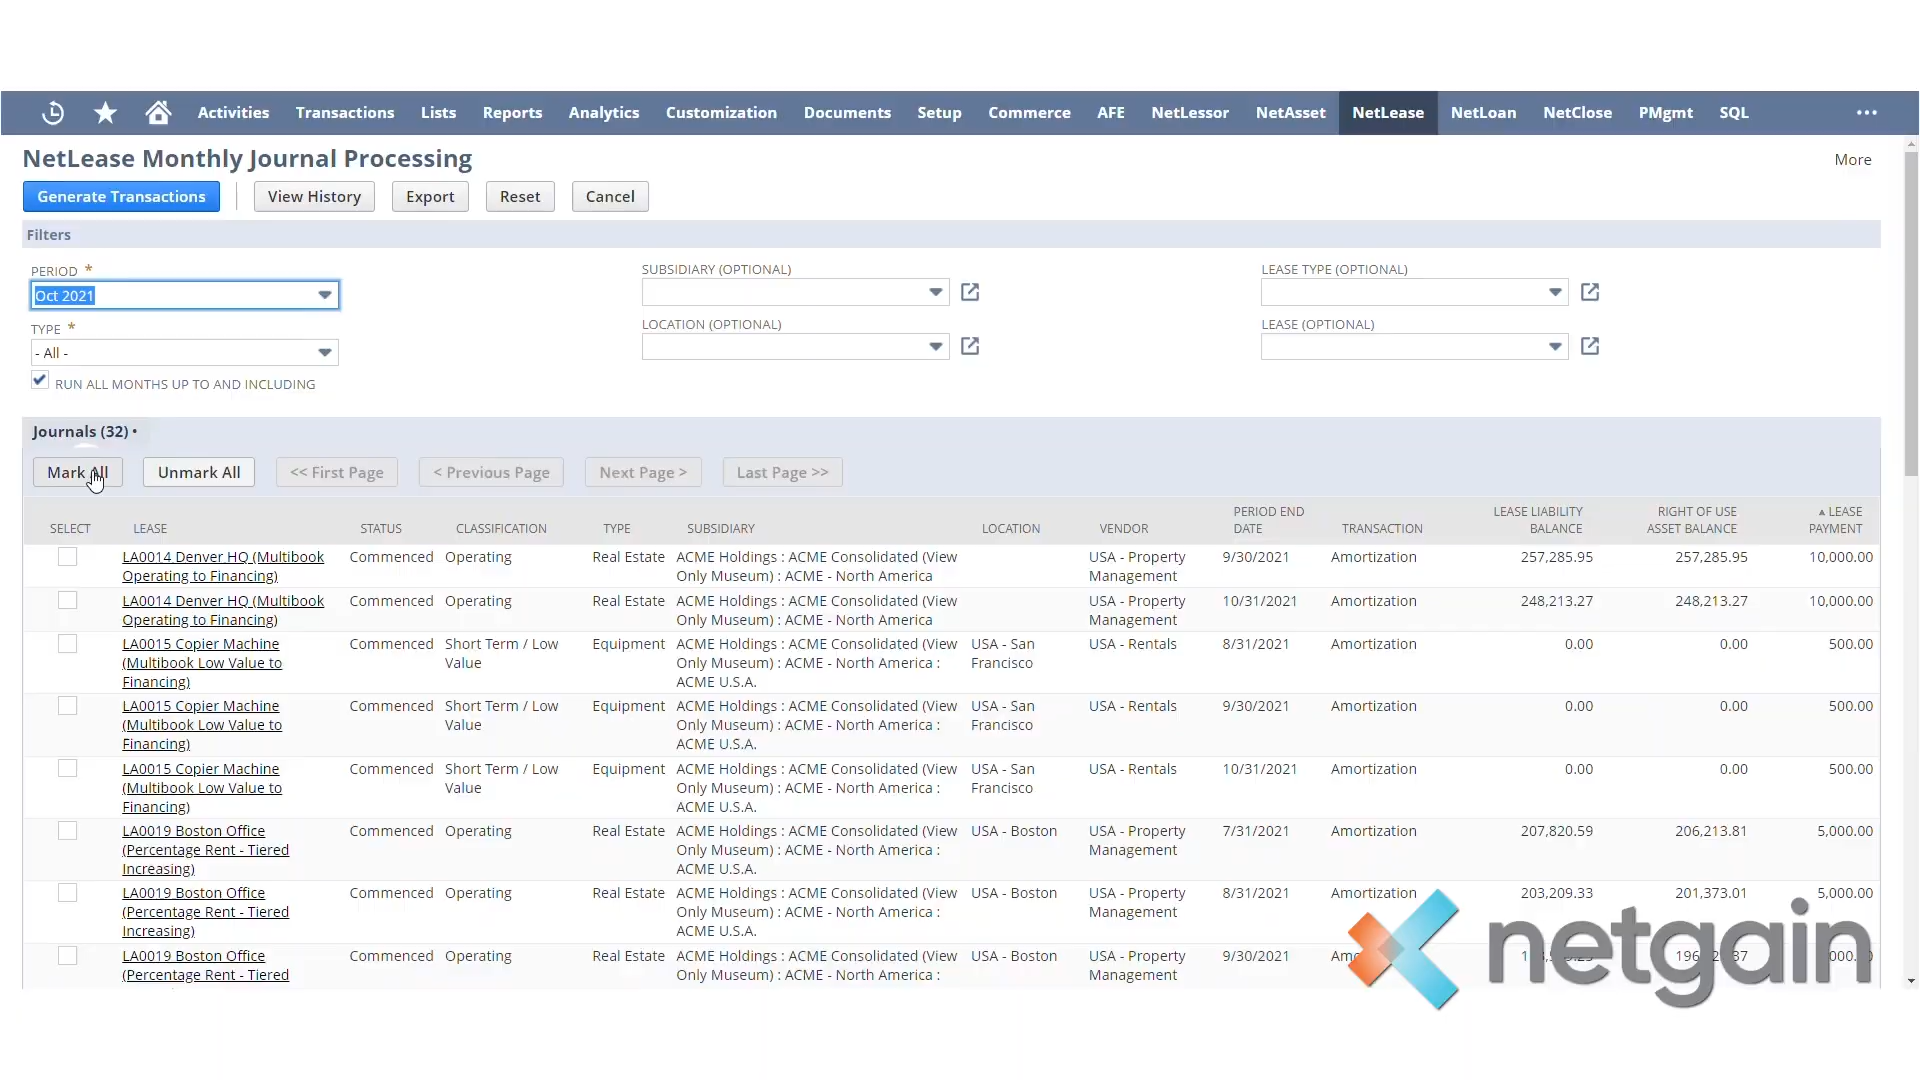 Activities Transactions Lists Reports Analytics Customization Documents Setup Commerce AFE NetLessor NetAsset NetLease NetLoan NetClose PMgmt SQL
NetLease Monthly Journal Processing More
Generate Transactions View History Export Reset Cancel
Filters
PERIOD *
Oct 2021
TYPE *
- All -
RUN ALL MONTHS UP TO AND INCLUDING
SUBSIDIARY (OPTIONAL)
LOCATION (OPTIONAL)
LEASE TYPE (OPTIONAL)
LEASE (OPTIONAL)
Journals (32) •
Mark All Unmark All << First Page < Previous Page Next Page > Last Page >>
SELECT LEASE STATUS CLASSIFICATION TYPE SUBSIDIARY LOCATION VENDOR PERIOD END DATE TRANSACTION LEASE LIABILITY BALANCE RIGHT OF USE ASSET BALANCE ▲ LEASE PAYMENT
LA0014 Denver HQ (Multibook Commenced Operating Real Estate ACME Holdings : ACME Consolidated (View USA - Property 9/30/2021 Amortization 257,285.95 257,285.95 10,000.00
Operating to Financing) Only Museum) : ACME - North America Management
LA0014 Denver HQ (Multibook Commenced Operating Real Estate ACME Holdings : ACME Consolidated (View USA - Property 10/31/2021 Amortization 248,213.27 248,213.27 10,000.00
Operating to Financing) Only Museum) : ACME - North America Management
LA0015 Copier Machine Commenced Short Term / Low Equipment ACME Holdings : ACME Consolidated (View USA - San USA - Rentals 8/31/2021 Amortization 0.00 0.00 500.00
(Multibook Low Value to Value Only Museum) : ACME - North America : Francisco
Financing) ACME U.S.A.
LA0015 Copier Machine Commenced Short Term / Low Equipment ACME Holdings : ACME Consolidated (View USA - San USA - Rentals 9/30/2021 Amortization 0.00 0.00 500.00
(Multibook Low Value to Value Only Museum) : ACME - North America : Francisco
Financing) ACME U.S.A.
LA0015 Copier Machine Commenced Short Term / Low Equipment ACME Holdings : ACME Consolidated (View USA - San USA - Rentals 10/31/2021 Amortization 0.00 0.00 500.00
(Multibook Low Value to Value Only Museum) : ACME - North America : Francisco
Financing) ACME U.S.A.
LA0019 Boston Office Commenced Operating Real Estate ACME Holdings : ACME Consolidated (View USA - Boston USA - Property 7/31/2021 Amortization 207,820.59 206,213.81 5,000.00
(Percentage Rent - Tiered Only Museum) : ACME - North America : Management
Increasing) ACME U.S.A.
LA0019 Boston Office Commenced Operating Real Estate ACME Holdings : ACME Consolidated (View USA - Boston USA - Property 8/31/2021 Amortization 203,209.33 201,373.01 5,000.00
(Percentage Rent - Tiered Only Museum) : ACME - North America : Management
Increasing) ACME U.S.A.
LA0019 Boston Office Commenced Operating Real Estate ACME Holdings : ACME Consolidated (View USA - Boston USA - Property 9/30/2021
(Percentage Rent - Tiered Only Museum) : ACME - North America : Management
netgain